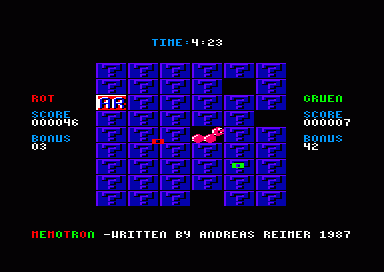 TIME:4:23
ROT
SCORE
000046
BONUS
03
GRUEN
SCORE
000007
BONUS
42
MEMOTRON -WRITTEN BY ANDREAS REIMER 1987